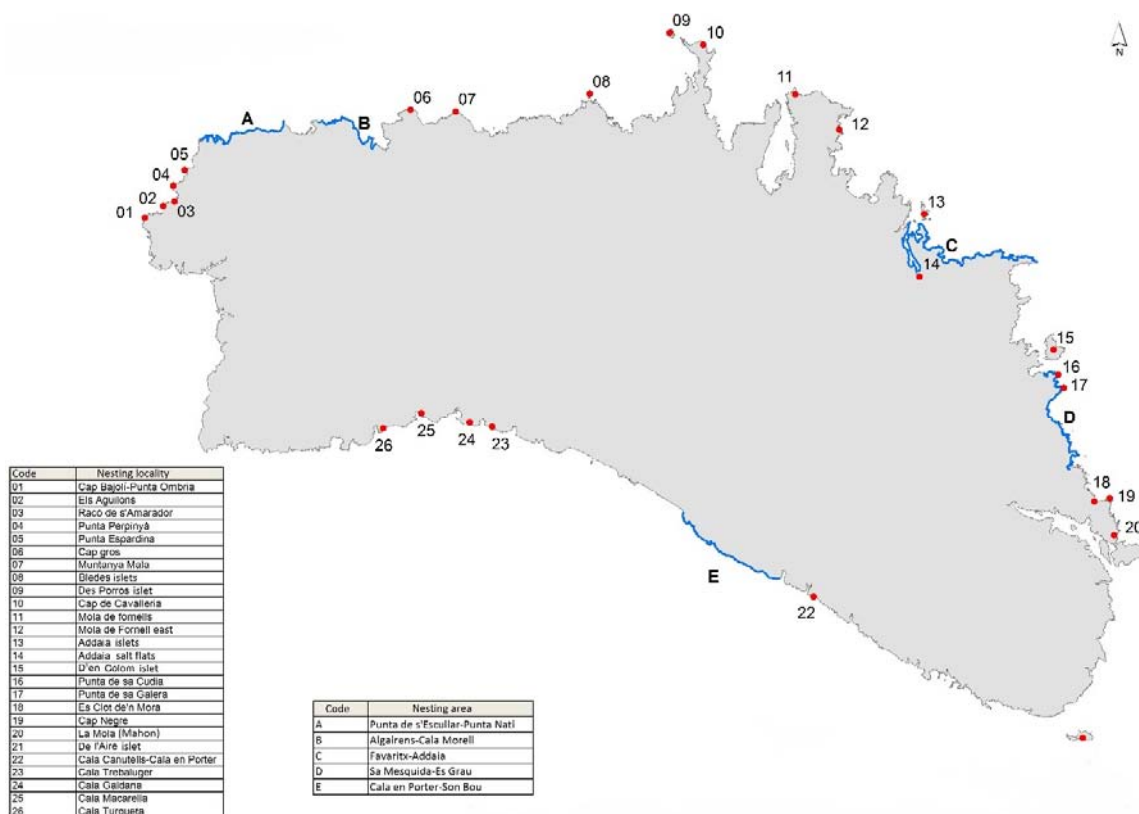 09
10
N
08
11
06
07
A
B
12
05
04
02
03
01
13
C
14
15
16
17
D
25
24
23
26
18
19
20
E
22
Code Nesting locality
01 Cap Bajolí-Punta Ombria
02 Els Aguilons
03 Racó de s'Amarador
04 Punta Perpinyà
05 Punta Espardina
06 Cap gros
07 Muntanya Mala
08 Bledes islets
09 Des Porros islet
10 Cap de Cavalleria
11 Mola de fornells
12 Mola de Fornell east
13 Addaia islets
14 Addaia salt flats
15 D'en Colom islet
16 Punta de sa Cudia
17 Punta de sa Galera
18 Es Clot de'n Mora
19 Cap Negre
20 La Mola (Mahon)
21 De l'Aire islet
22 Cala Canutells-Cala en Porter
23 Cala Trebaluger
24 Cala Galdana
25 Cala Macarella
26 Cala Turqueta
Code Nesting area
A Punta de s'Escullar-Punta Nati
B Algairens-Cala Morell
C Favaritx-Addaia
D Sa Mesquida-Es Grau
E Cala en Porter-Son Bou